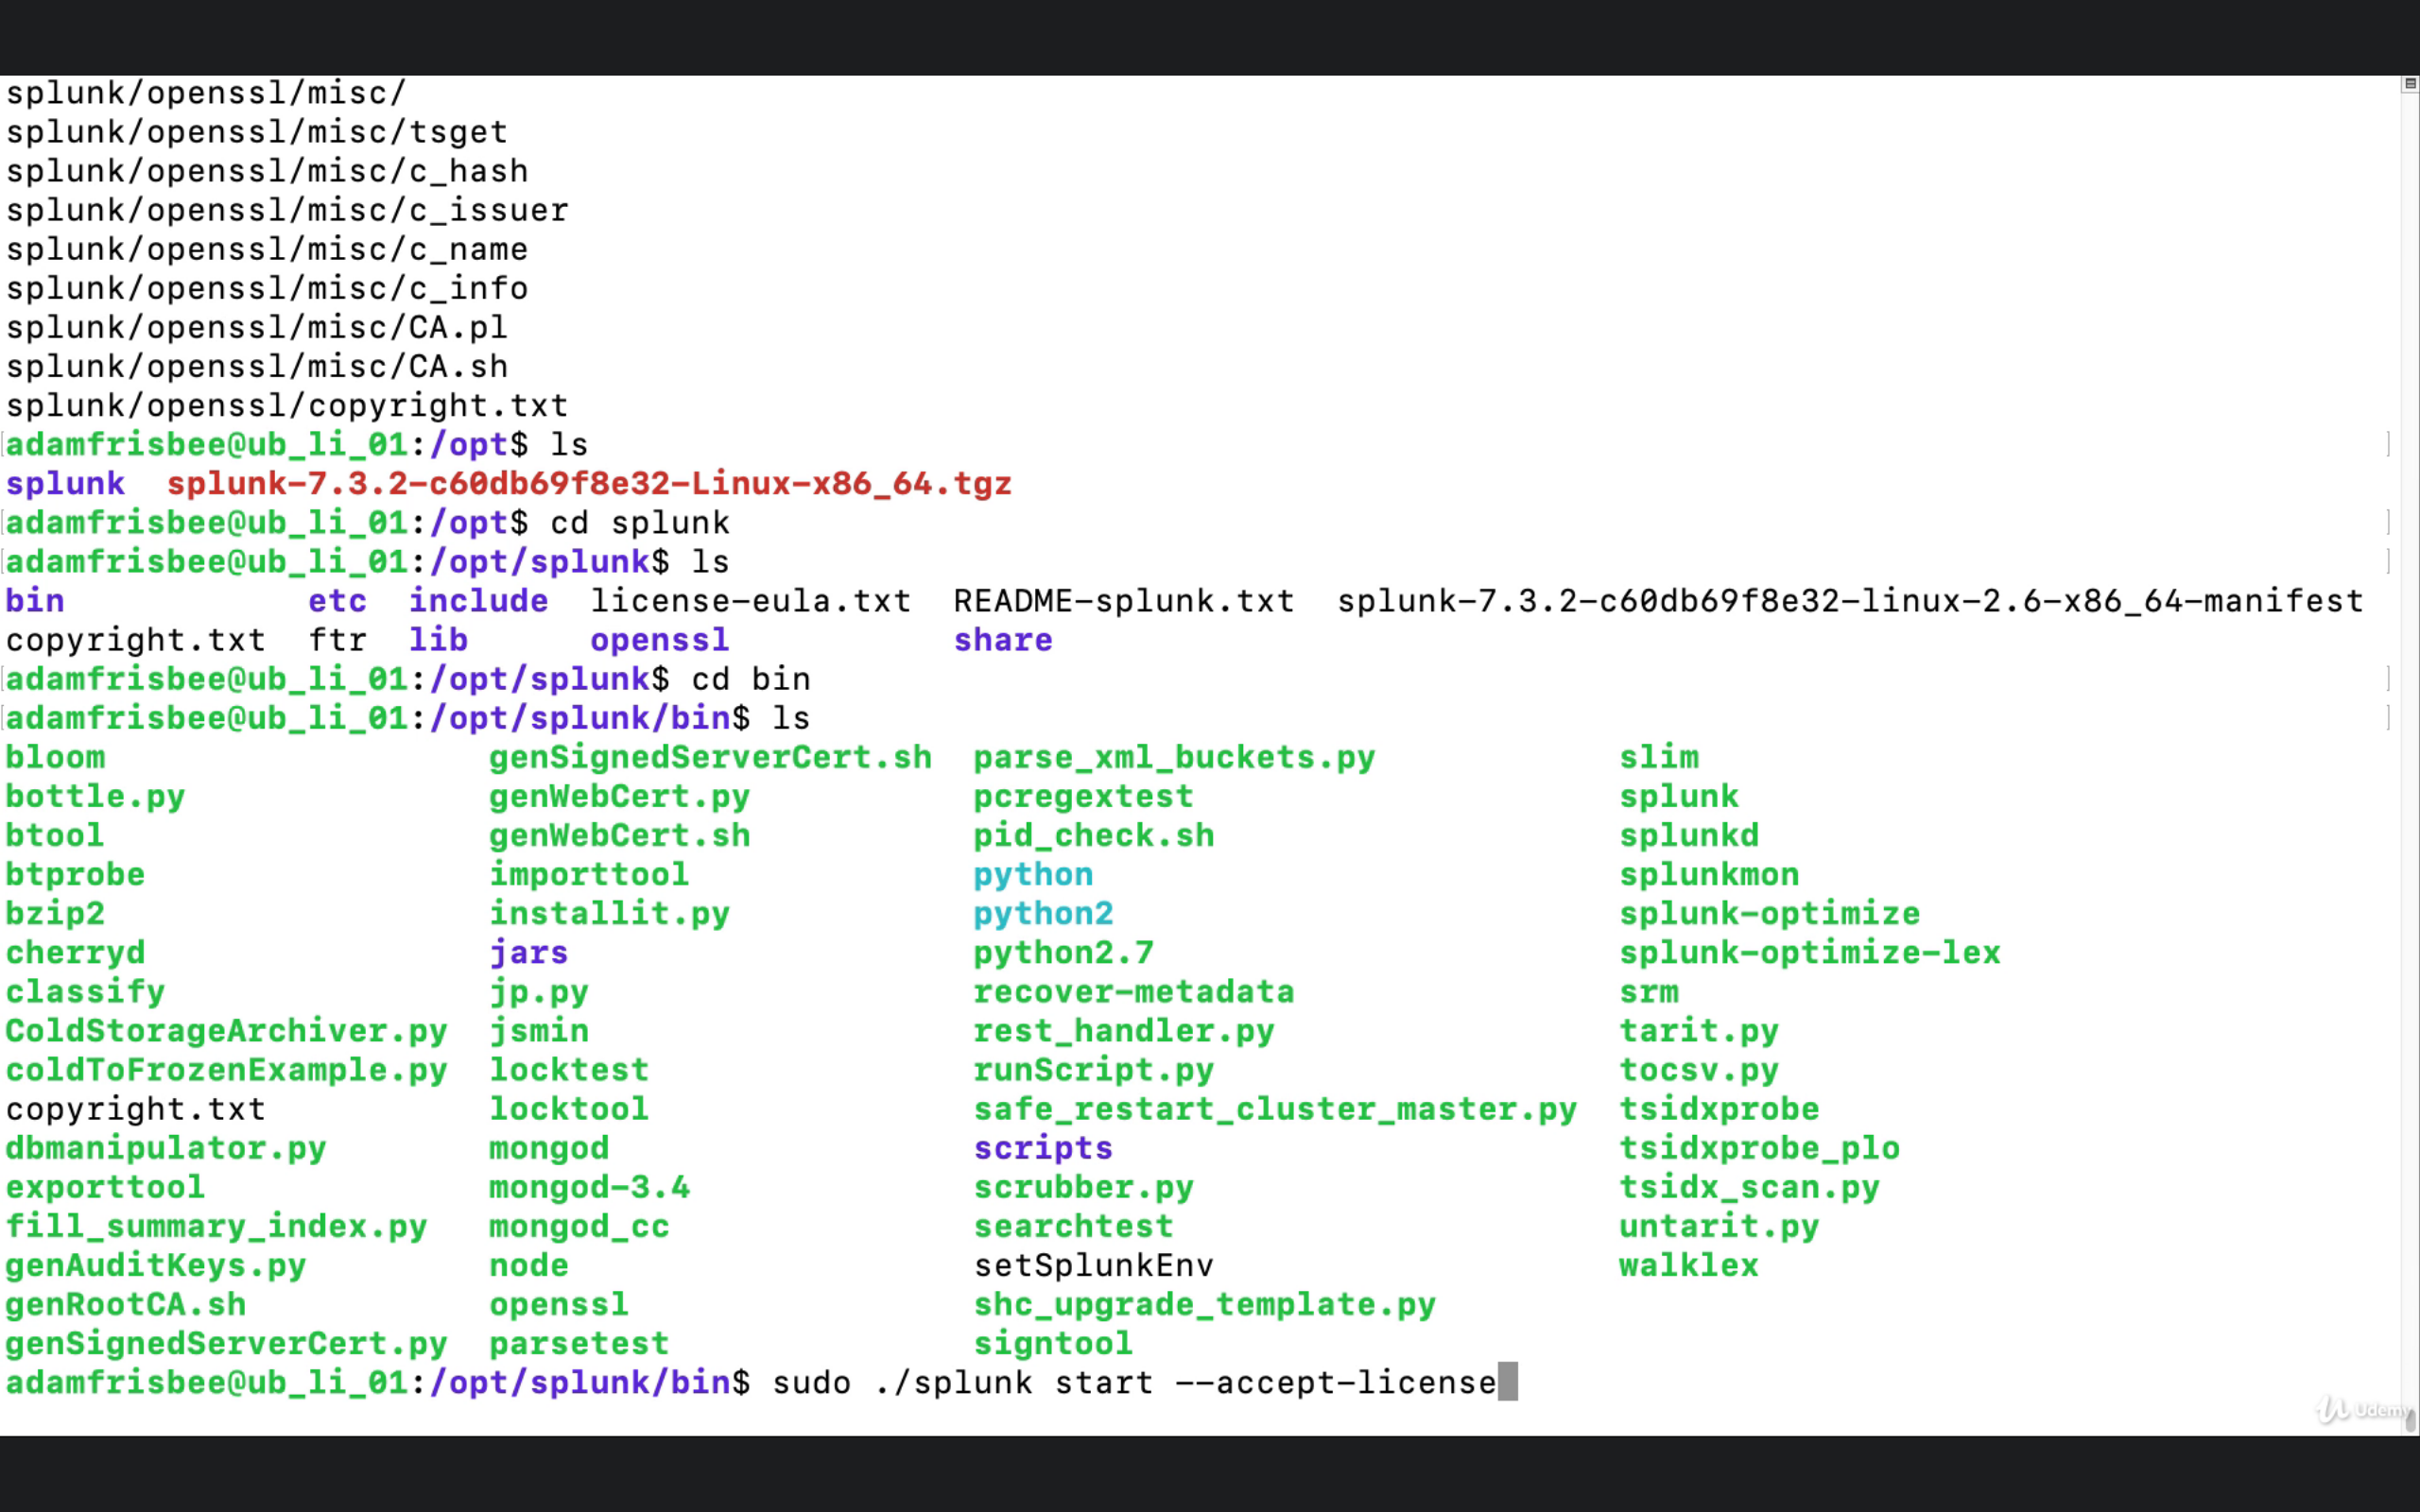 splunk/openssl/misc/
splunk/openssl/misc/tsget
splunk/openssl/misc/c_hash
splunk/openssl/misc/c_issuer
splunk/openssl/misc/c_name
splunk/openssl/misc/c_info
splunk/openssl/misc/CA.pl
splunk/openssl/misc/CA.sh
splunk/openssl/copyright.txt
[adamfrisbee@ub_li_01:/opt$ ls ]
splunk  splunk-7.3.2-c60db69f8e32-Linux-x86_64.tgz
[adamfrisbee@ub_li_01:/opt$ cd splunk ]
[adamfrisbee@ub_li_01:/opt/splunk$ ls ]
bin            etc  include  license-eula.txt  README-splunk.txt  splunk-7.3.2-c60db69f8e32-linux-2.6-x86_64-manifest
copyright.txt  ftr  lib      openssl           share
[adamfrisbee@ub_li_01:/opt/splunk$ cd bin ]
[adamfrisbee@ub_li_01:/opt/splunk/bin$ ls ]
bloom                   genSignedServerCert.sh  parse_xml_buckets.py            slim
bottle.py               genWebCert.py           pcregextest                     splunk
btool                   genWebCert.sh           pid_check.sh                    splunkd
btprobe                 importtool              python                          splunkmon
bzip2                   installit.py            python2                         splunk-optimize
cherryd                 jars                    python2.7                       splunk-optimize-lex
classify                jp.py                   recover-metadata                srm
ColdStorageArchiver.py  jsmin                   rest_handler.py                 tarit.py
coldToFrozenExample.py  locktest                runScript.py                    tocsv.py
copyright.txt           locktool                safe_restart_cluster_master.py  tsidxprobe
dbmanipulator.py        mongod                  scripts                         tsidxprobe_plo
exporttool              mongod-3.4              scrubber.py                     tsidx_scan.py
fill_summary_index.py   mongod_cc               searchtest                      untarit.py
genAuditKeys.py         node                    setSplunkEnv                    walklex
genRootCA.sh            openssl                 shc_upgrade_template.py
genSignedServerCert.py  parsetest               signtool
adamfrisbee@ub_li_01:/opt/splunk/bin$ sudo ./splunk start --accept-license
Udemy